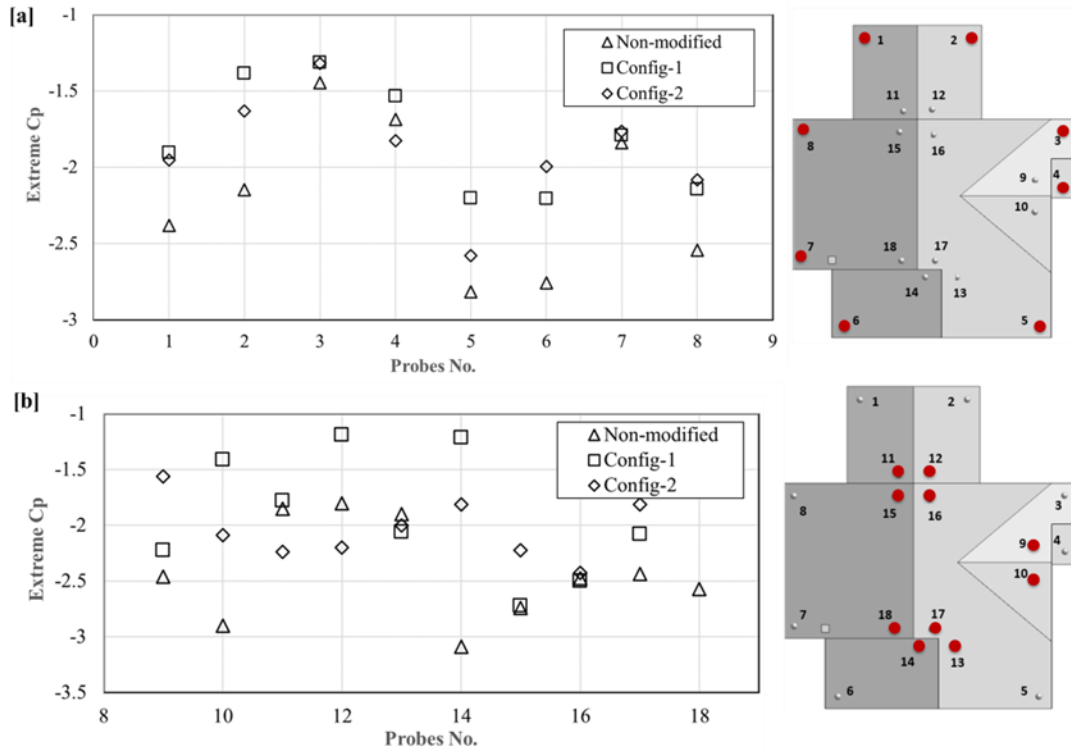 [a]
-1
-1.5
-2
-2.5
-3
Extreme Cp
Non-modified
Config-1
Config-2
0 1 2 3 4 5 6 7 8 9
Probes No.
1 2
11 12
8 15 16 3
9 4
10
7 18 17
14 13
6 5
[b]
-1
-1.5
-2
-2.5
-3
-3.5
Extreme Cp
Non-modified
Config-1
Config-2
8 10 12 14 16 18
Probes No.
1 2
11 12
8 15 16 3
9 4
10
7 18 17
14 13
6 5